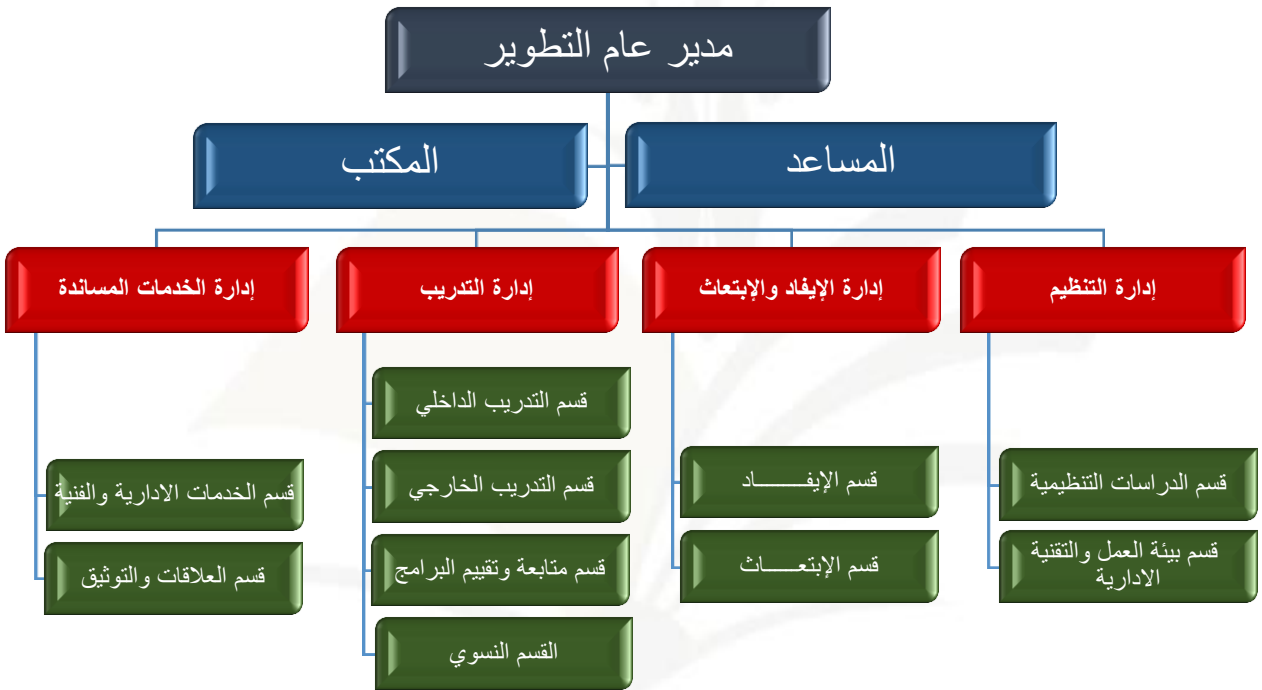 مدير عام التطوير
المساعد
المكتب
إدارة التنظيم
إدارة الإيفاد والإبتعاث
إدارة التدريب
إدارة الخدمات المساندة
قسم الدراسات التنظيمية
قسم بيئة العمل والتقنية
الادارية
قسم الإيفـــــــاد
قسم الإبتعــــــاث
قسم التدريب الداخلي
قسم التدريب الخارجي
قسم متابعة وتقييم البرامج
القسم النسوي
قسم الخدمات الادارية والفنية
قسم العلاقات والتوثيق